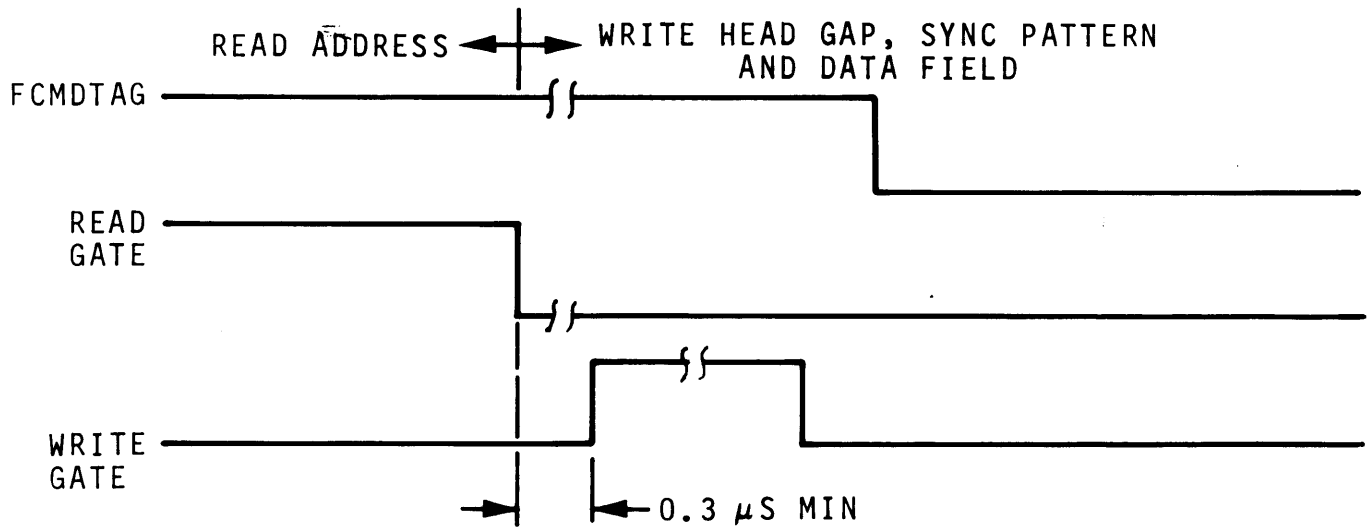 READ ADDRESS
WRITE HEAD GAP, SYNC PATTERN
AND DATA FIELD
FCMDTAG
READ
GATE
WRITE
GATE
0.3 μS MIN